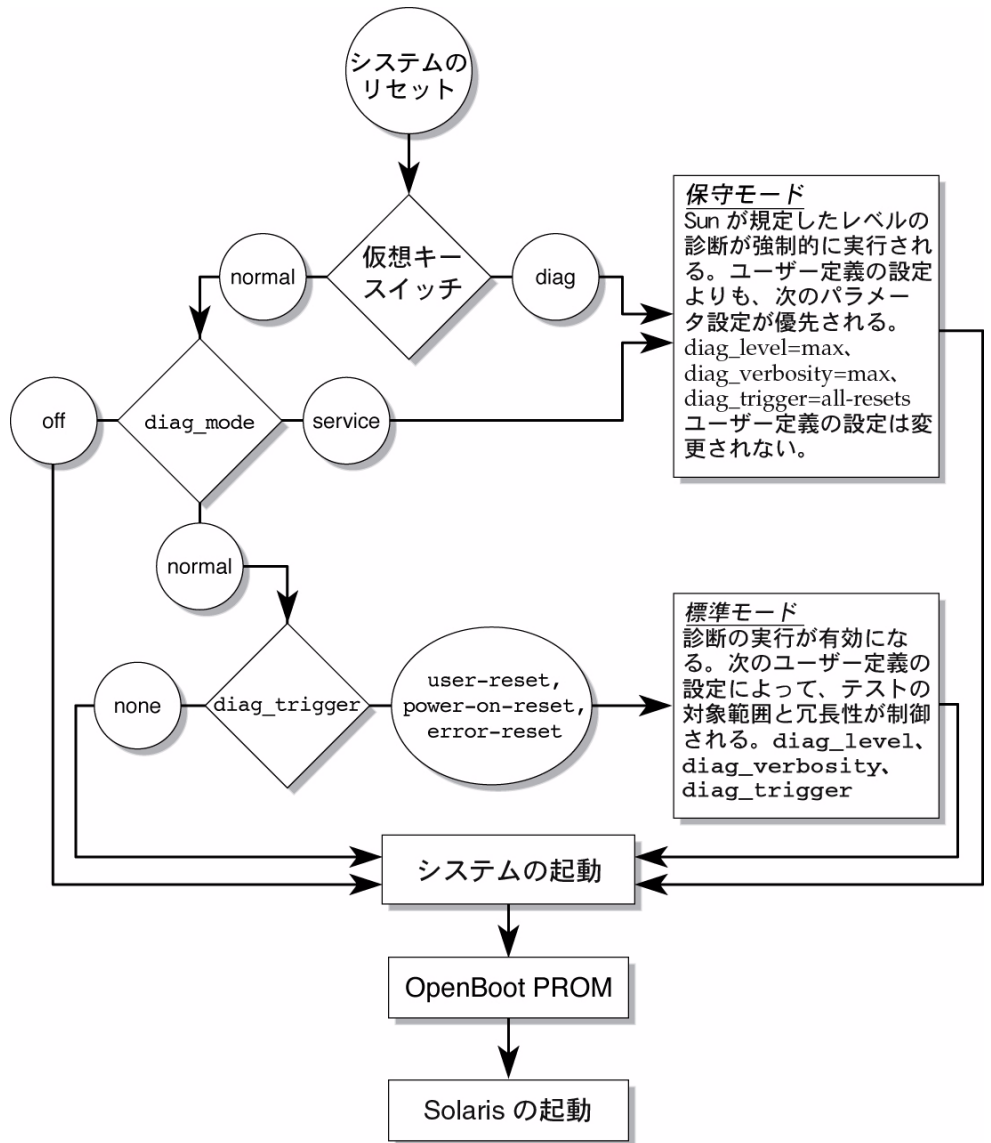 システムの
リセット
仮想キー
スイッチ
normal
diag
保守モード
Sun が規定したレベルの
診断が強制的に実行され
る。ユーザー定義の設定
よりも、次のパラメー
タ設定が優先される。
diag_level=max、
diag_verbosity=max、
diag_trigger=all-resets
ユーザー定義の設定は変
更されない。
off
diag_mode
service
normal
none
diag_trigger
user-reset,
power-on-reset,
error-reset
標準モード
診断の実行が有効にな
る。次のユーザー定義の
設定によって、テストの
対象範囲と冗長性が制御
される。diag_level、
diag_verbosity、
diag_trigger
システムの起動
OpenBoot PROM
Solaris の起動